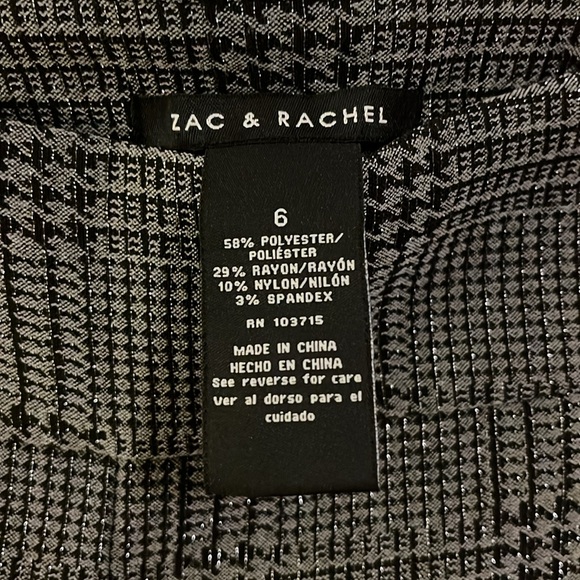 ZAC & RACHEL
6
58% POLYESTER/
POLIÉSTER
29% RAYON/RAYÓN
10% NYLON/NILÓN
3% SPANDEX
RN 103715
MADE IN CHINA
HECHO EN CHINA
See reverse for care
Ver al dorso para el
cuidado